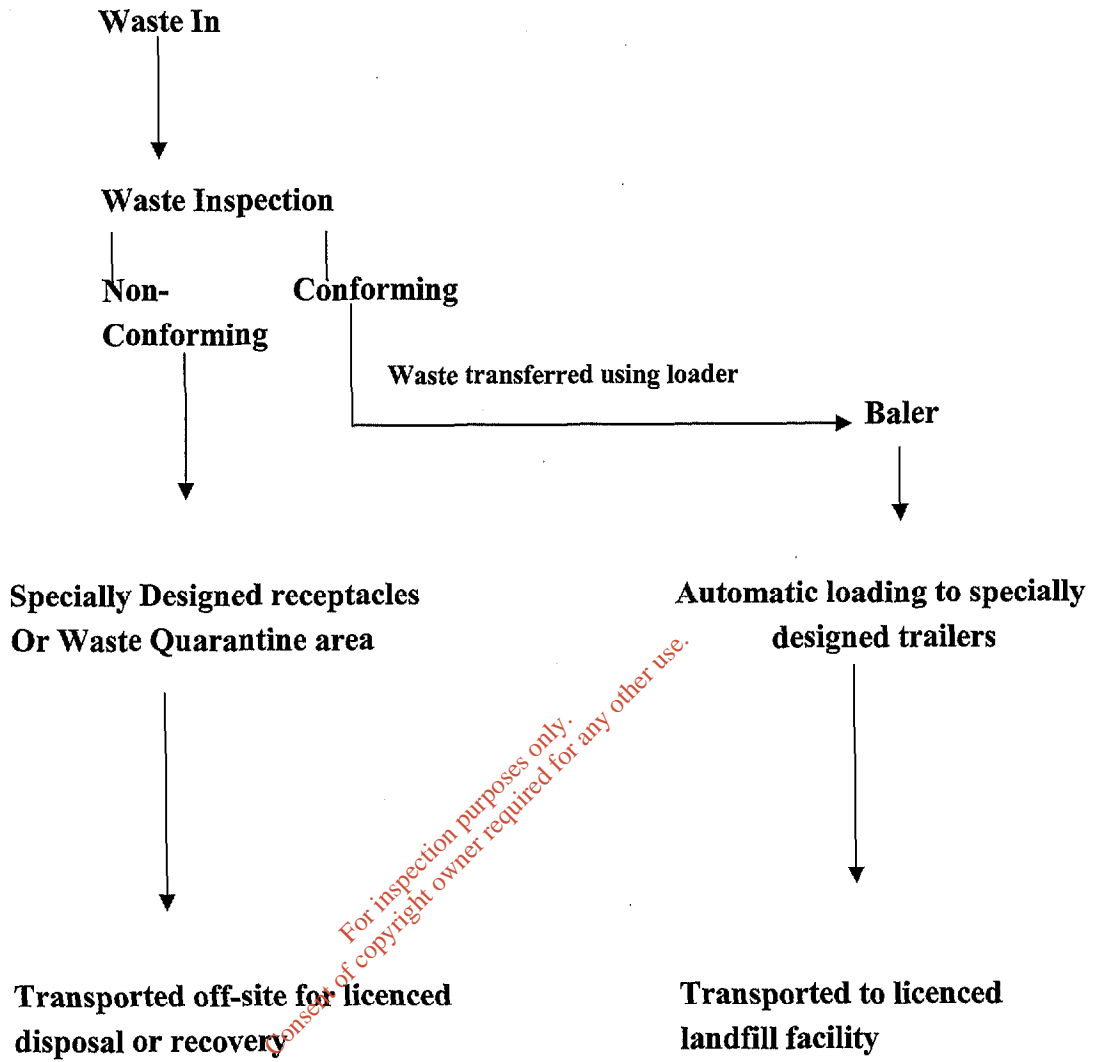 Waste In
Waste Inspection
Non-
Conforming
Conforming
Waste transferred using loader
Baler
Specially Designed receptacles
Or Waste Quarantine area
Automatic loading to specially
designed trailers
For inspection purposes only.
Consent of copyright owner required for any other use.
Transported off-site for licenced
disposal or recovery
Transported to licenced
landfill facility